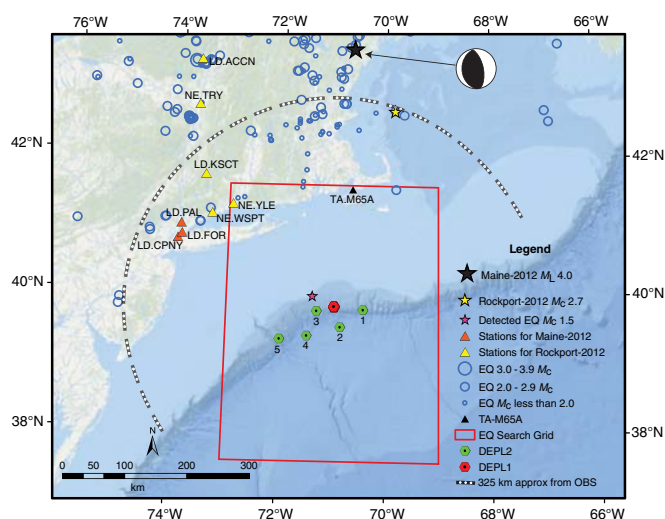 76°W
74°W
72°W
70°W
68°W
66°W
LD.ACCN
NE.TRY
42°N
42°N
LD.KSCT
NE.YLE
TA.M65A
LD.PAL
NE.WSPT
LD.FOR
LD.CPNY
40°N
40°N
3
1
2
5
4
38°N
38°N
Legend
Maine-2012 ML 4.0
Rockport-2012 MC 2.7
Detected EQ MC 1.5
Stations for Maine-2012
Stations for Rockport-2012
EQ 3.0 - 3.9 MC
EQ 2.0 - 2.9 MC
EQ MC less than 2.0
TA-M65A
EQ Search Grid
DEPL2
DEPL1
325 km approx from OBS
N
0 50 100 200 300
km
74°W
72°W
70°W
68°W
66°W